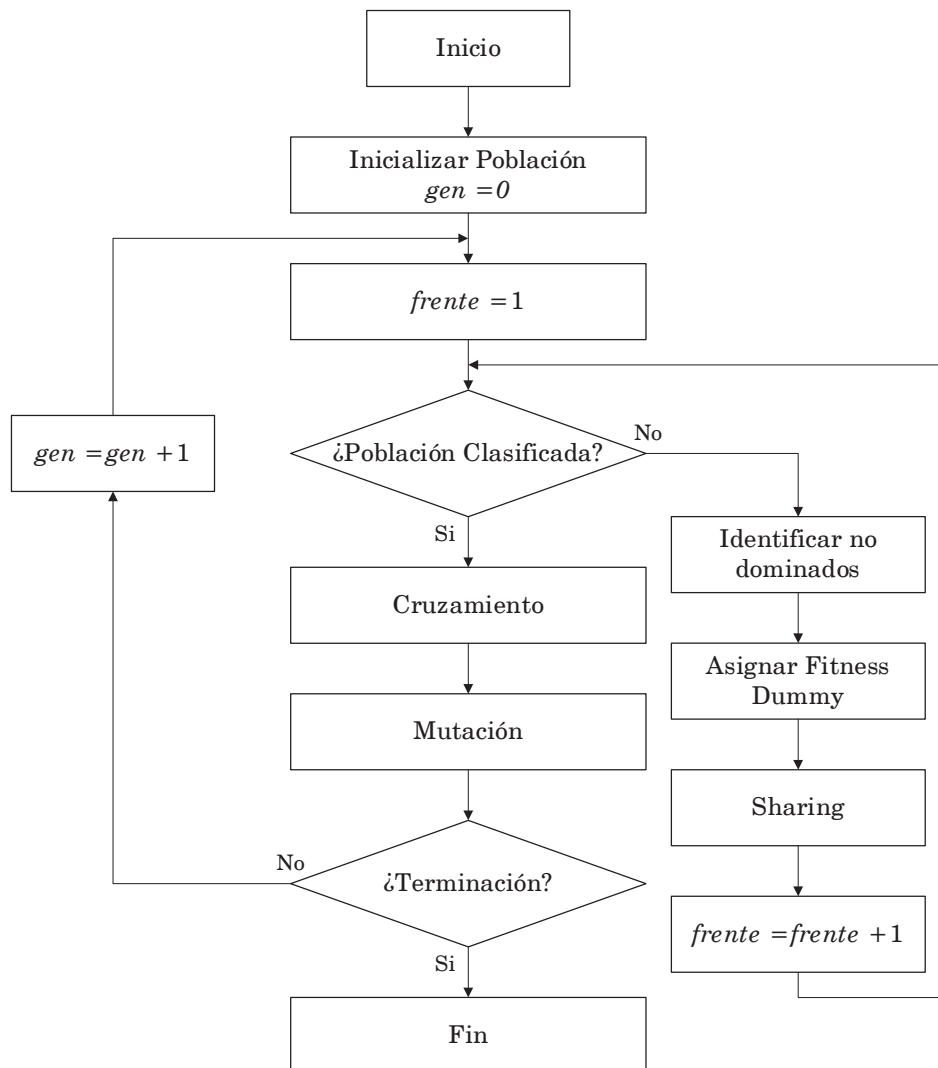 Inicio
Inicializar Población
gen =0
frente =1
¿Población Clasificada?
No
Si
gen =gen +1
Identificar no
dominados
Cruzamiento
Asignar Fitness
Dummy
Mutación
Sharing
¿Terminación?
No
Si
frente =frente +1
Fin